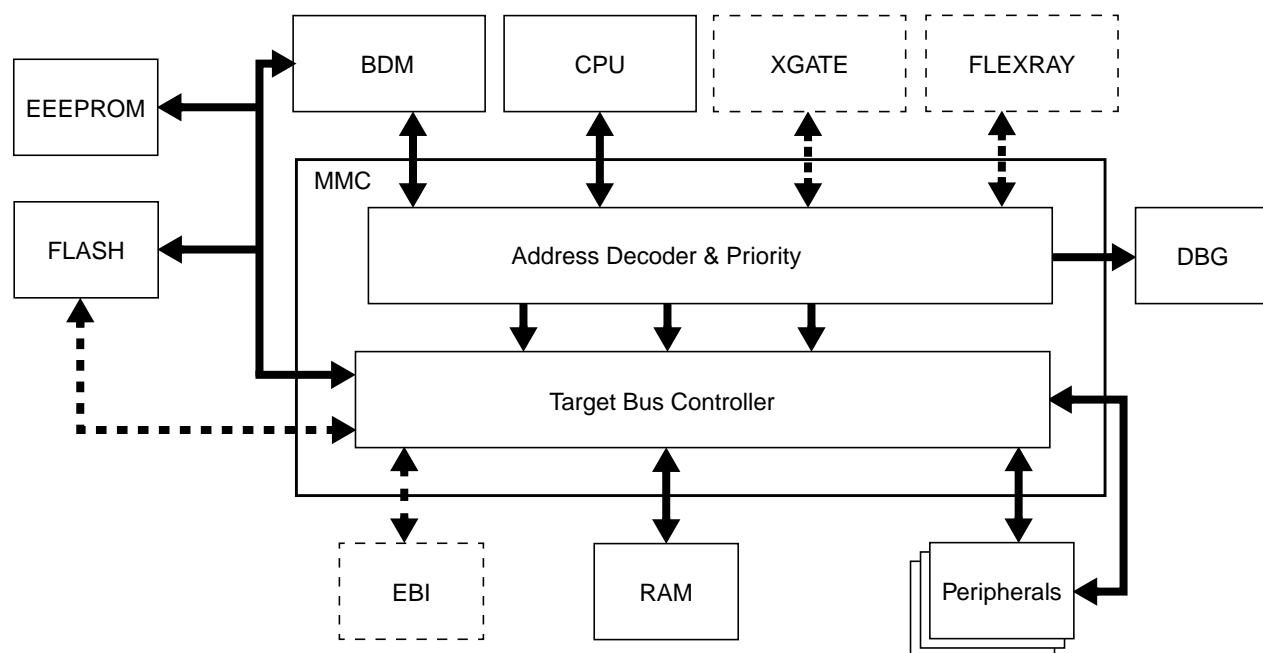 BDM
CPU
XGATE
FLEXRAY
EEEPROM
MMC
FLASH
Address Decoder & Priority
DBG
Target Bus Controller
EBI
RAM
Peripherals